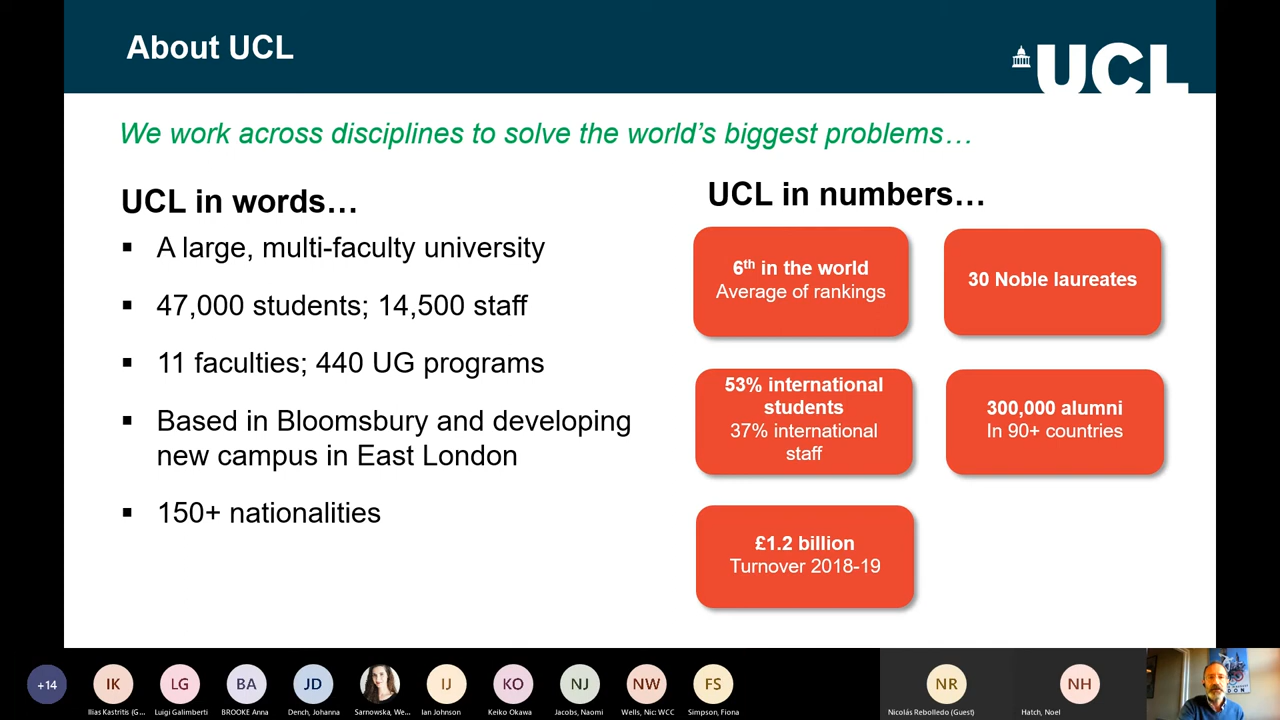 About UCL
UCL
We work across disciplines to solve the world's biggest problems…
UCL in words…
▪ A large, multi-faculty university
▪ 47,000 students; 14,500 staff
▪ 11 faculties; 440 UG programs
▪ Based in Bloomsbury and developing
new campus in East London
▪ 150+ nationalities
UCL in numbers…
6th in the world
Average of rankings
30 Noble laureates
53% international
students
37% international
staff
300,000 alumni
In 90+ countries
£1.2 billion
Turnover 2018-19
+14
IK
LG
BA
JD
IJ
KO
NJ
NW
FS
NR
NH
Ilias Kastritis (G...
Luigi Galimberti
BROOKE Anna
Dench, Johanna
Sarnowska, We...
Ian Johnson
Keiko Okawa
Jacobs, Naomi
Wells, Nic: WCC
Simpson, Fiona
Nicolás Rebolledo (Guest)
Hatch, Noel